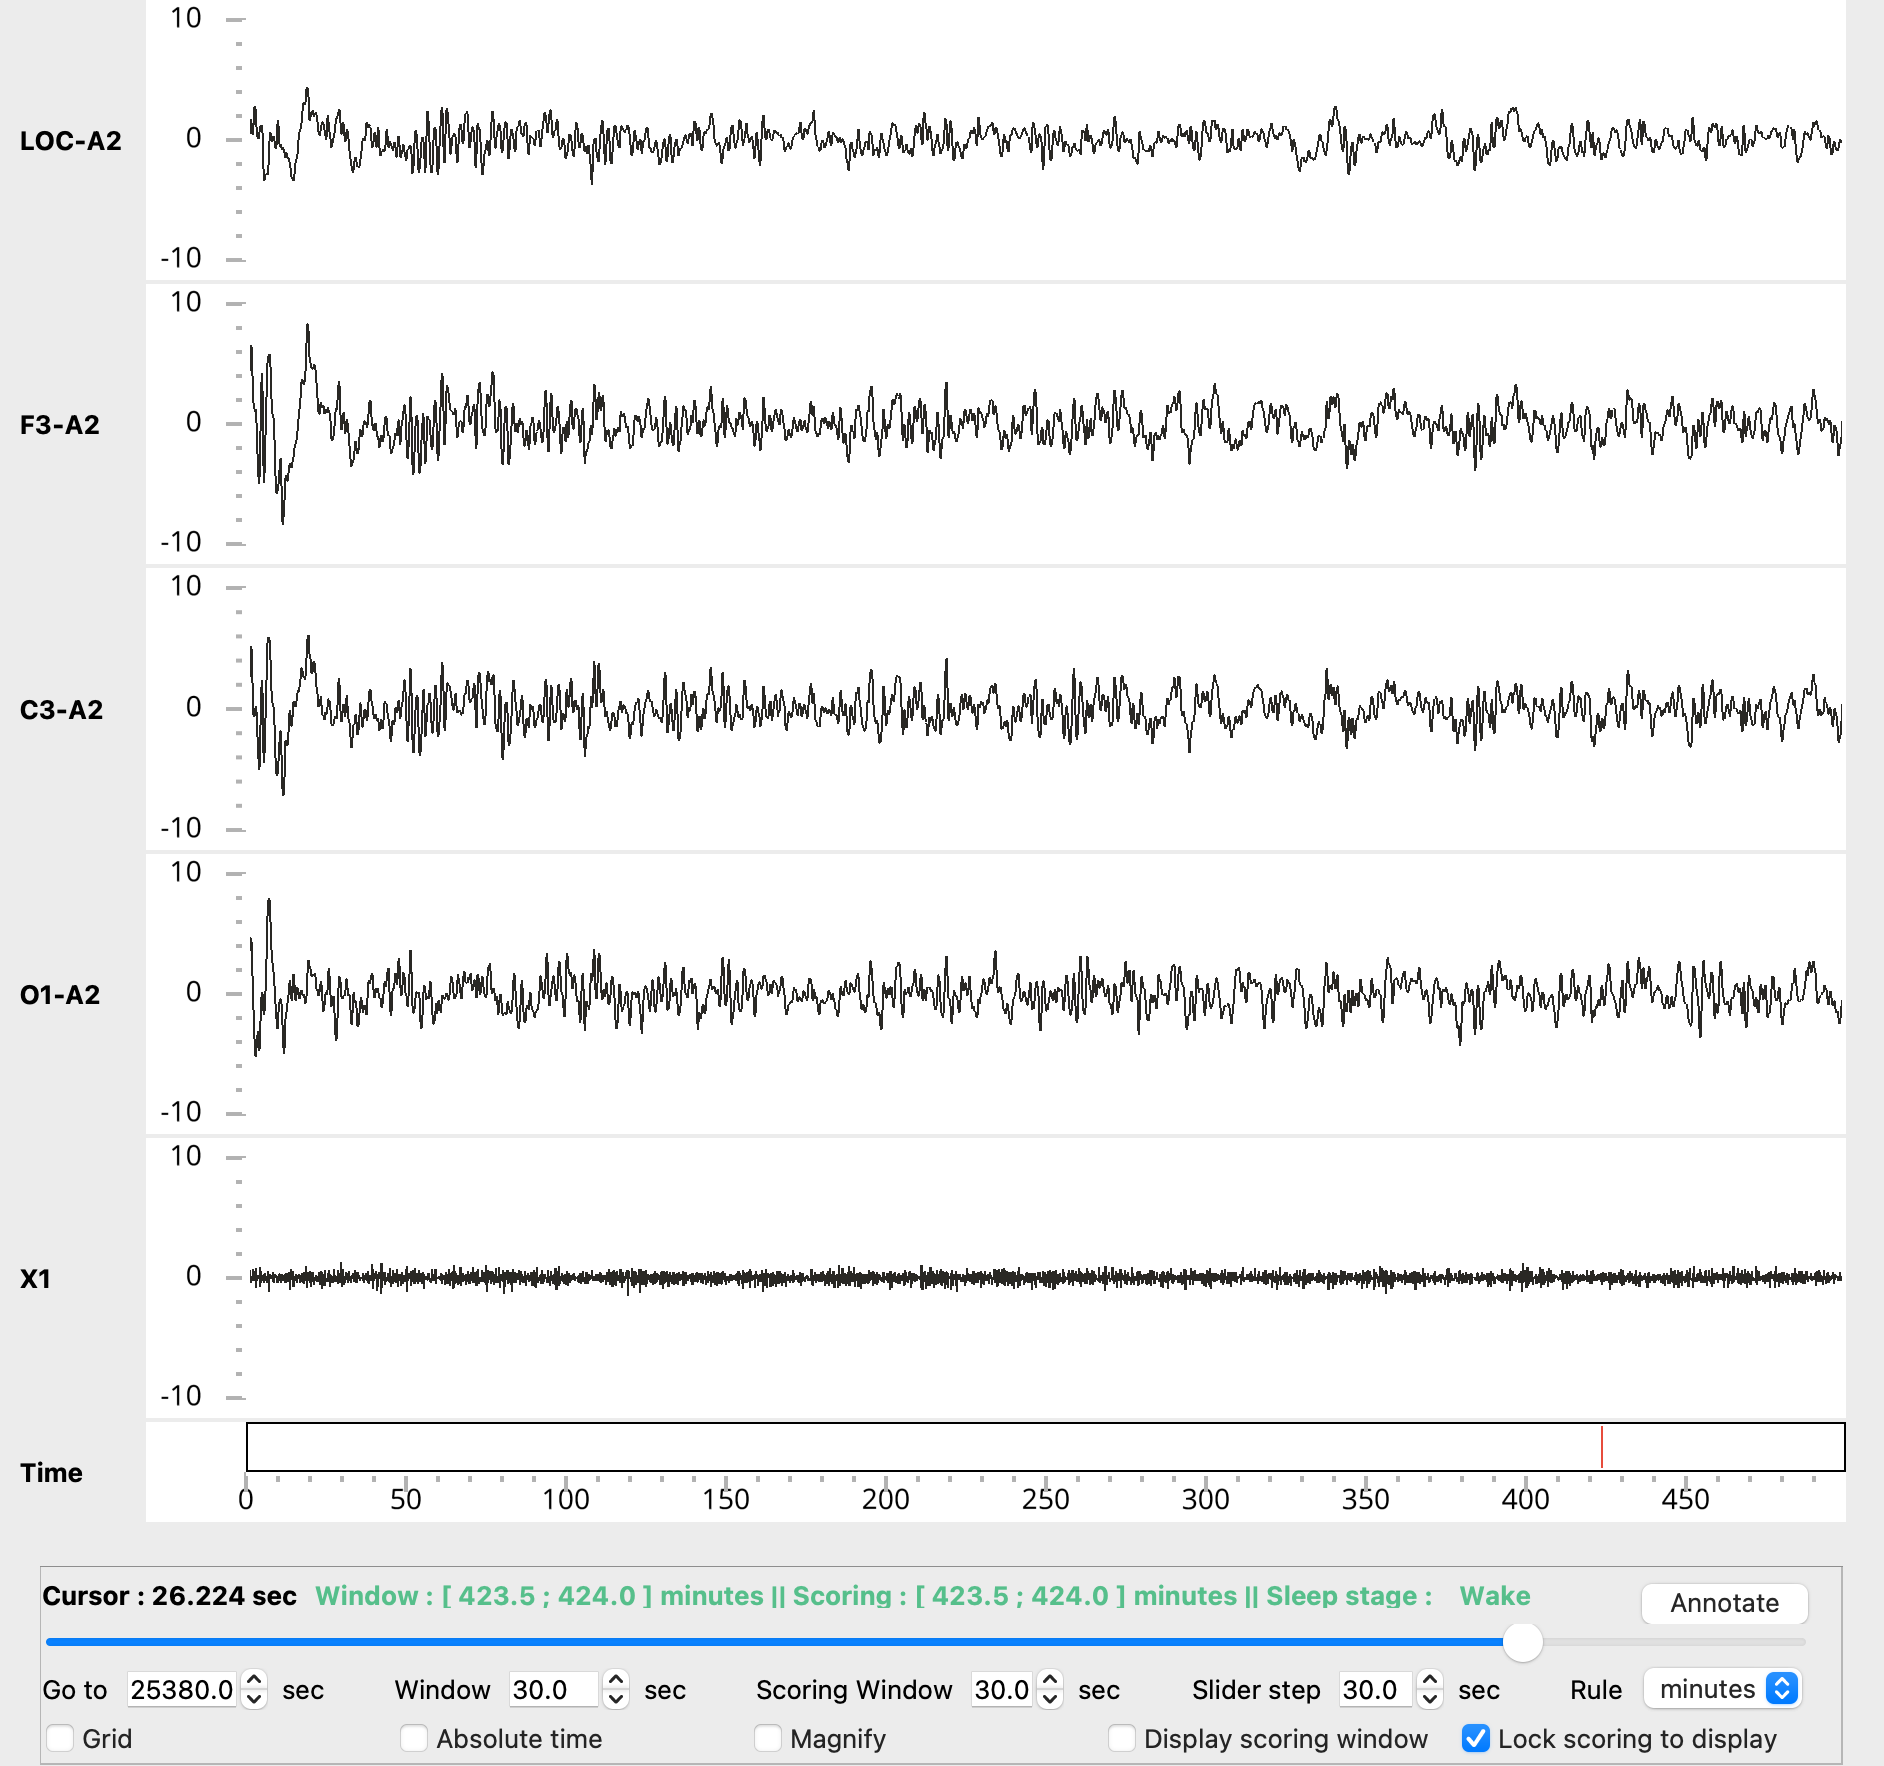 10
LOC-A2
0
-10
10
F3-A2
0
-10
10
C3-A2
0
-10
10
O1-A2
0
-10
10
X1
0
-10
Time
0 50 100 150 200 250 300 350 400 450
Cursor : 26.224 sec Window : [ 423.5 ; 424.0 ] minutes || Scoring : [ 423.5 ; 424.0 ] minutes || Sleep stage : Wake Annotate
Go to 25380.0 sec Window 30.0 sec Scoring Window 30.0 sec Slider step 30.0 sec Rule minutes
Grid Absolute time Magnify Display scoring window Lock scoring to display